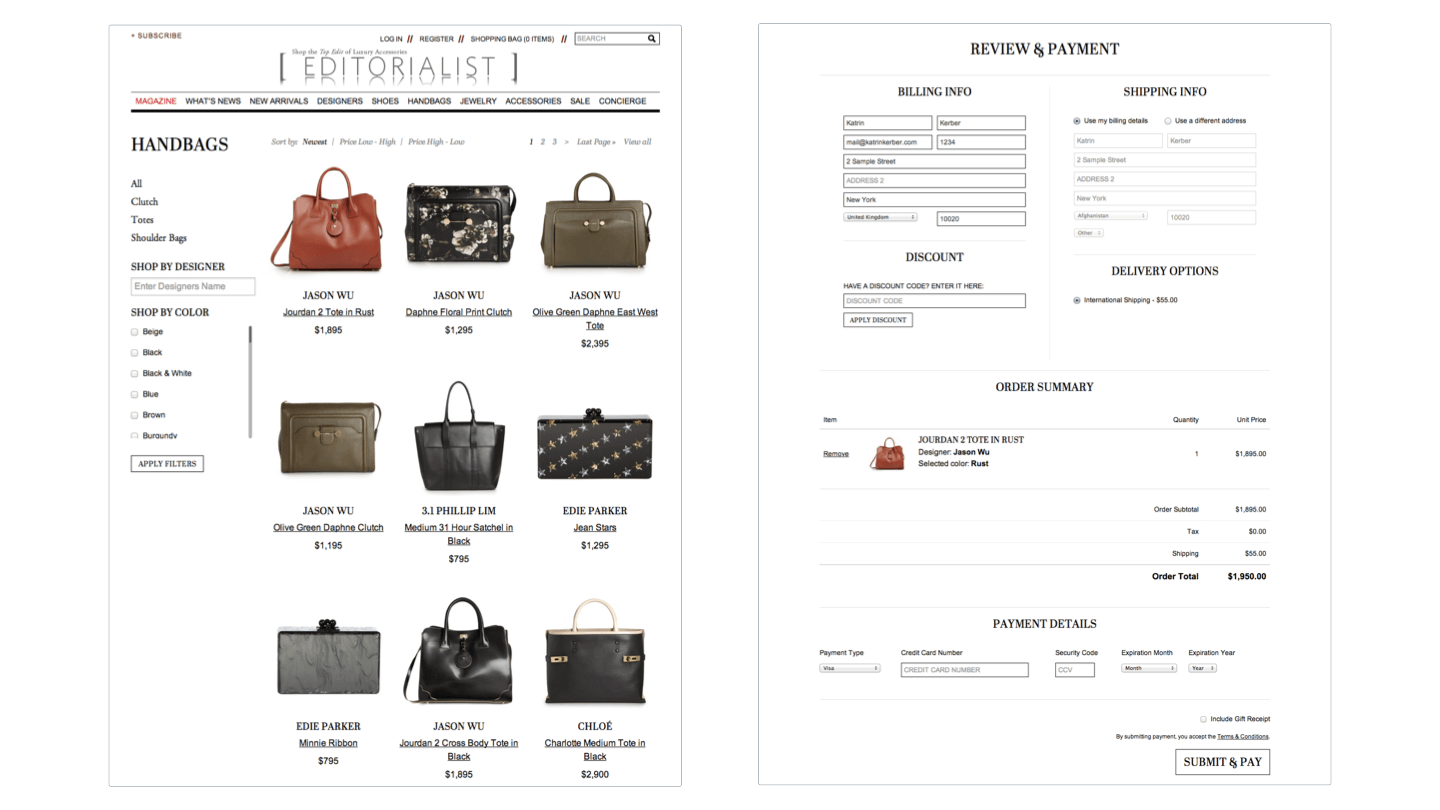 + SUBSCRIBE
LOG IN // REGISTER // SHOPPING BAG (0 ITEMS) // SEARCH
Shop the Top Edit of Luxury Accessories
[ EDITORIALIST ]
MAGAZINE WHAT'S NEW NEW ARRIVALS DESIGNERS SHOES HANDBAGS JEWELRY ACCESSORIES SALE CONCIERGE
HANDBAGS
Sort by: Newest | Price Low - High | Price High - Low
1 2 3 > Last Page » View all
All
Clutch
Totes
Shoulder Bags
SHOP BY DESIGNER
Enter Designers Name
SHOP BY COLOR
Beige
Black
Black & White
Blue
Brown
Burgundy
APPLY FILTERS
JASON WU
Jourdan 2 Tote in Rust
$1,895
JASON WU
Daphne Floral Print Clutch
$1,295
JASON WU
Olive Green Daphne East West
Tote
$2,395
JASON WU
Olive Green Daphne Clutch
$1,195
3.1 PHILLIP LIM
Medium 31 Hour Satchel in
Black
$795
EDIE PARKER
Jean Stars
$1,295
EDIE PARKER
Minnie Ribbon
$795
JASON WU
Jourdan 2 Cross Body Tote in
Black
$1,895
CHLOÉ
Charlotte Medium Tote in
Black
$2,900
REVIEW & PAYMENT
BILLING INFO
Katrin Kerber
mail@katrinkerber.com 1234
2 Sample Street
ADDRESS 2
New York
United Kingdom 10020
DISCOUNT
HAVE A DISCOUNT CODE? ENTER IT HERE:
DISCOUNT CODE
APPLY DISCOUNT
SHIPPING INFO
Use my billing details Use a different address
Katrin Kerber
2 Sample Street
ADDRESS 2
New York
Afghanistan 10020
Other
DELIVERY OPTIONS
International Shipping - $55.00
ORDER SUMMARY
Item Quantity Unit Price
Remove
JOURDAN 2 TOTE IN RUST
Designer: Jason Wu
Selected color: Rust
1 $1,895.00
Order Subtotal $1,895.00
Tax $0.00
Shipping $55.00
Order Total $1,950.00
PAYMENT DETAILS
Payment Type Credit Card Number Security Code Expiration Month Expiration Year
Visa CREDIT CARD NUMBER CCV Month Year
Include Gift Receipt
By submitting payment, you accept the Terms & Conditions.
SUBMIT & PAY